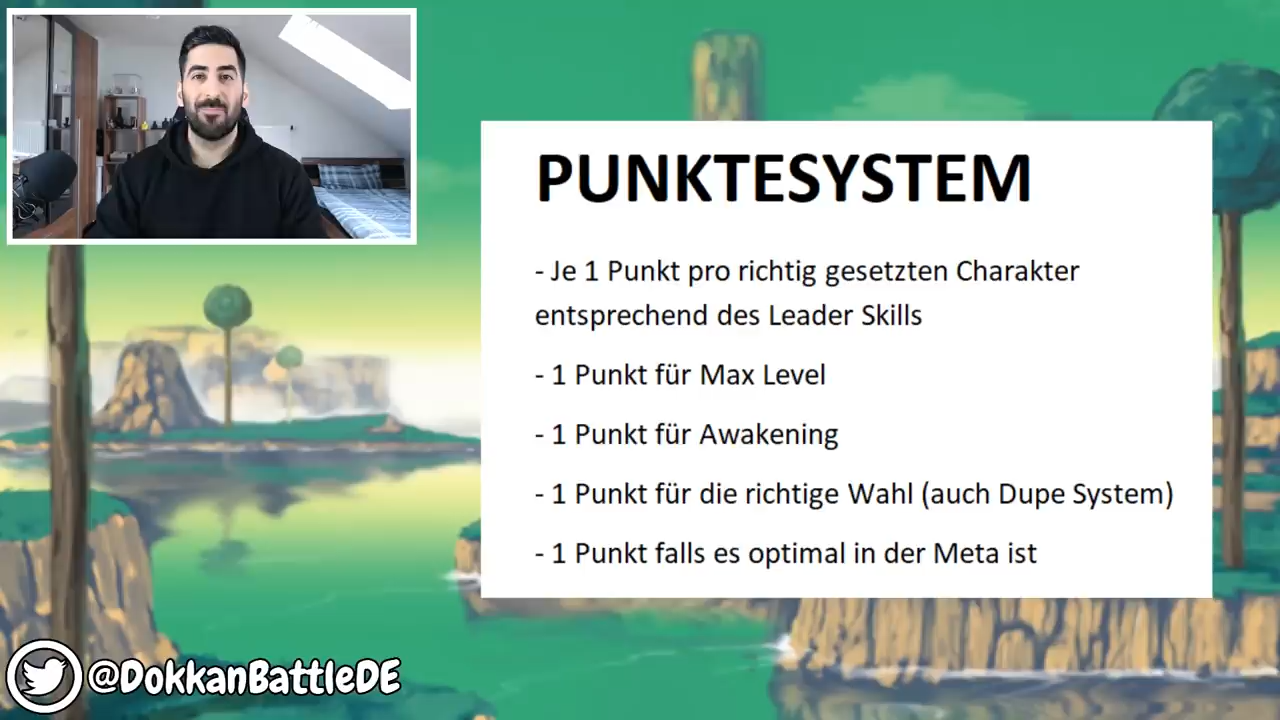 PUNKTESYSTEM
- Je 1 Punkt pro richtig gesetzten Charakter
entsprechend des Leader Skills
- 1 Punkt für Max Level
- 1 Punkt für Awakening
- 1 Punkt für die richtige Wahl (auch Dupe System)
- 1 Punkt falls es optimal in der Meta ist
@DokkanBattleDE